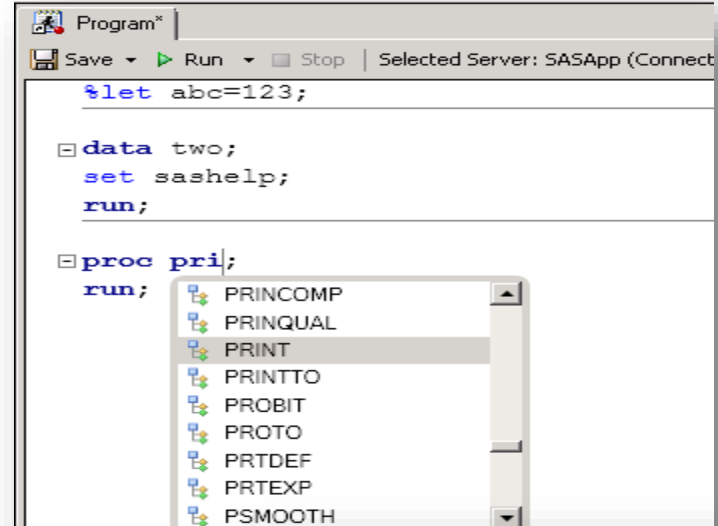 Program*
Save Run Stop Selected Server: SASApp (Connect
%let abc=123;
data two;
set sashelp;
run;
proc pri;
run;
PRINCOMP
PRINQUAL
PRINT
PRINTTO
PROBIT
PROTO
PRTDEF
PRTEXP
PSMOOTH